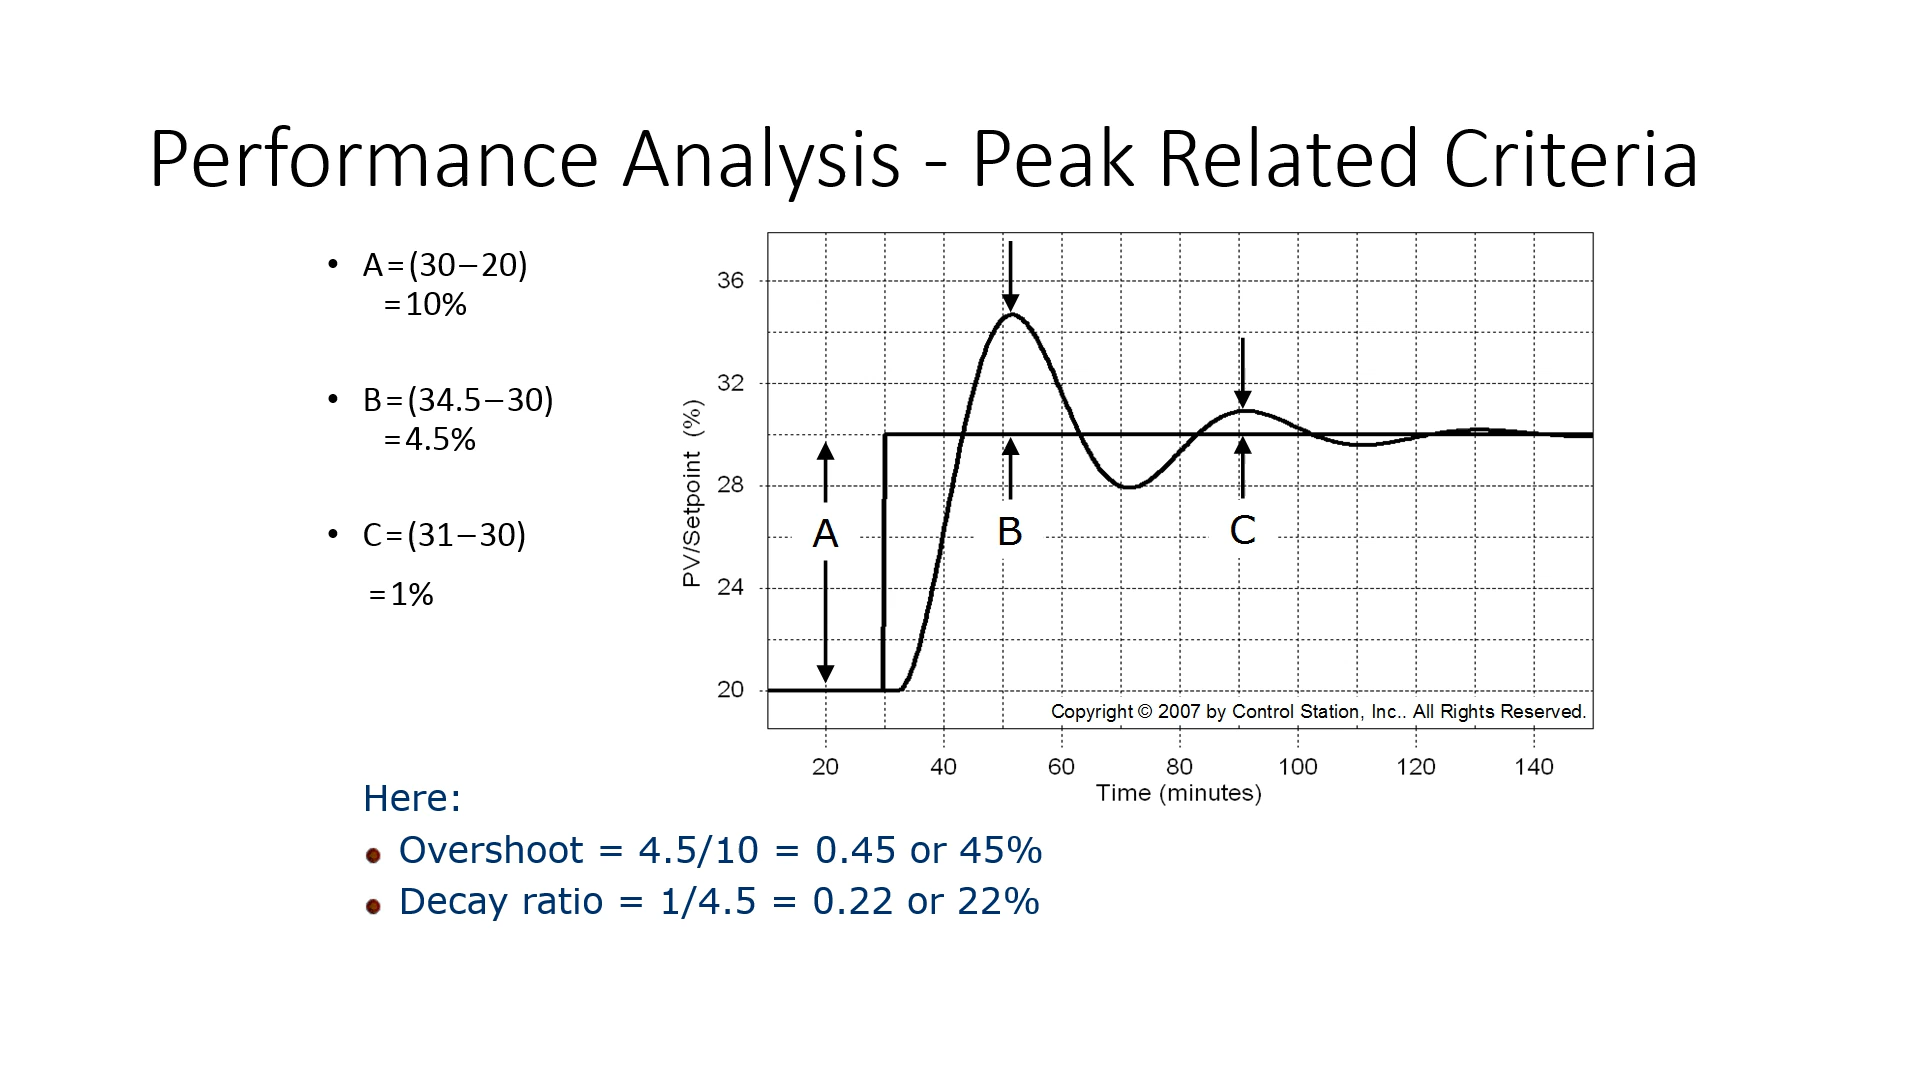 Performance Analysis - Peak Related Criteria
• A=(30–20)
=10%
• B=(34.5–30)
=4.5%
• C=(31–30)
=1%
36
32
28
24
20
PV/Setpoint (%)
A
B
C
Copyright © 2007 by Control Station, Inc.. All Rights Reserved.
20 40 60 80 100 120 140
Time (minutes)
Here:
• Overshoot = 4.5/10 = 0.45 or 45%
• Decay ratio = 1/4.5 = 0.22 or 22%